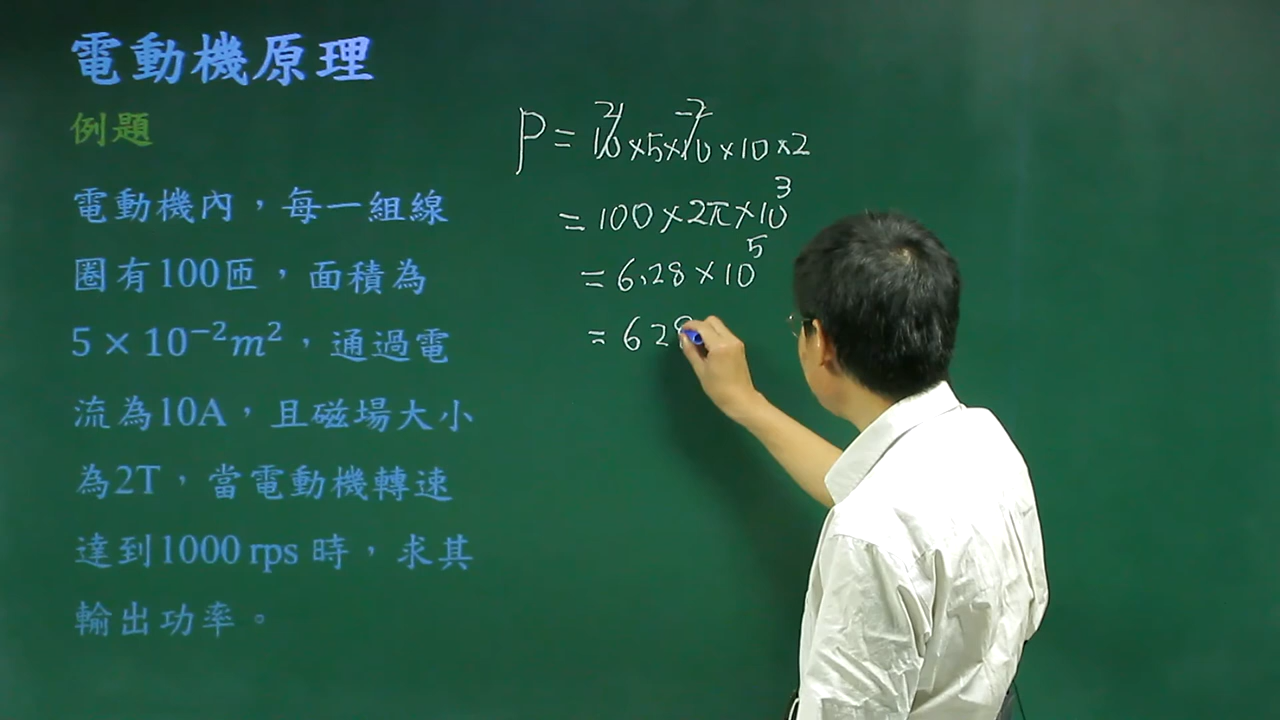 電動機原理
例題
電動機內，每一組線
圈有100匝，面積為
5 × 10⁻²m²，通過電
流為10A，且磁場大小
為2T，當電動機轉速
達到1000 rps 時，求其
輸出功率。
P = 10²×5×10⁻²×10×2
= 100×2π×10³
= 6.28×10⁵
= 628